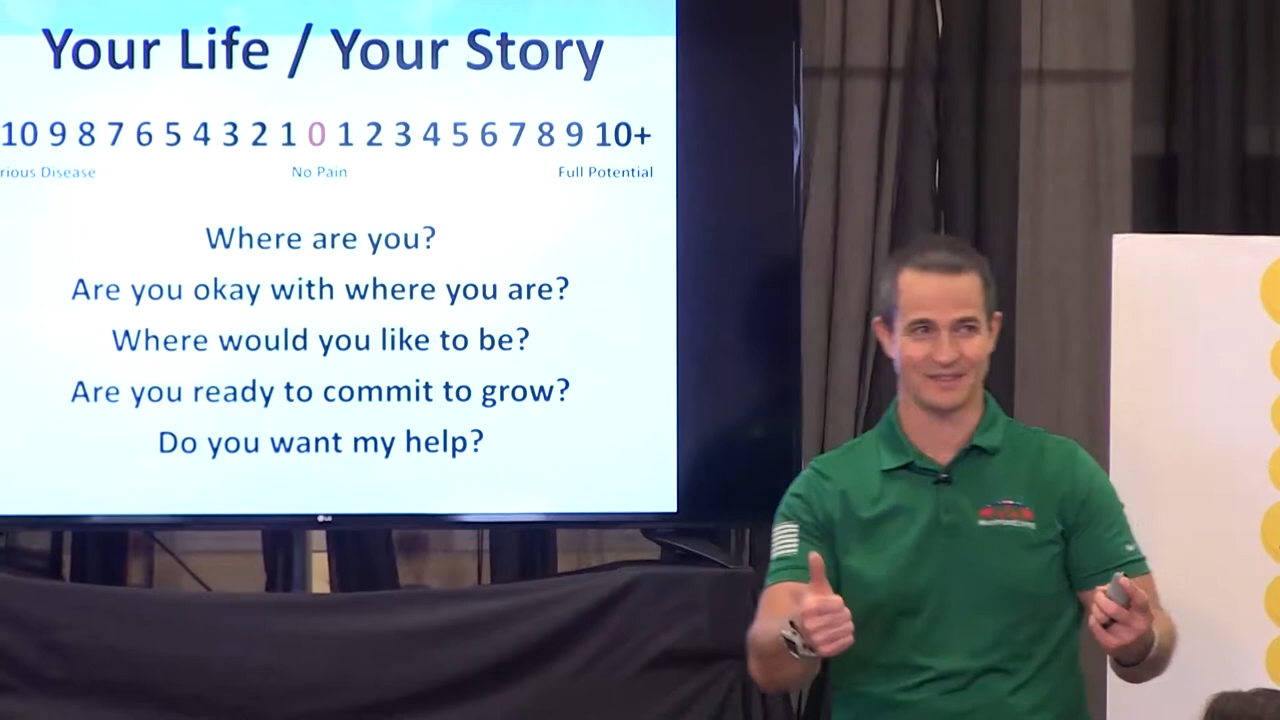 Your Life / Your Story
10 9 8 7 6 5 4 3 2 1 0 1 2 3 4 5 6 7 8 9 10+
rious Disease No Pain Full Potential
Where are you?
Are you okay with where you are?
Where would you like to be?
Are you ready to commit to grow?
Do you want my help?
LG